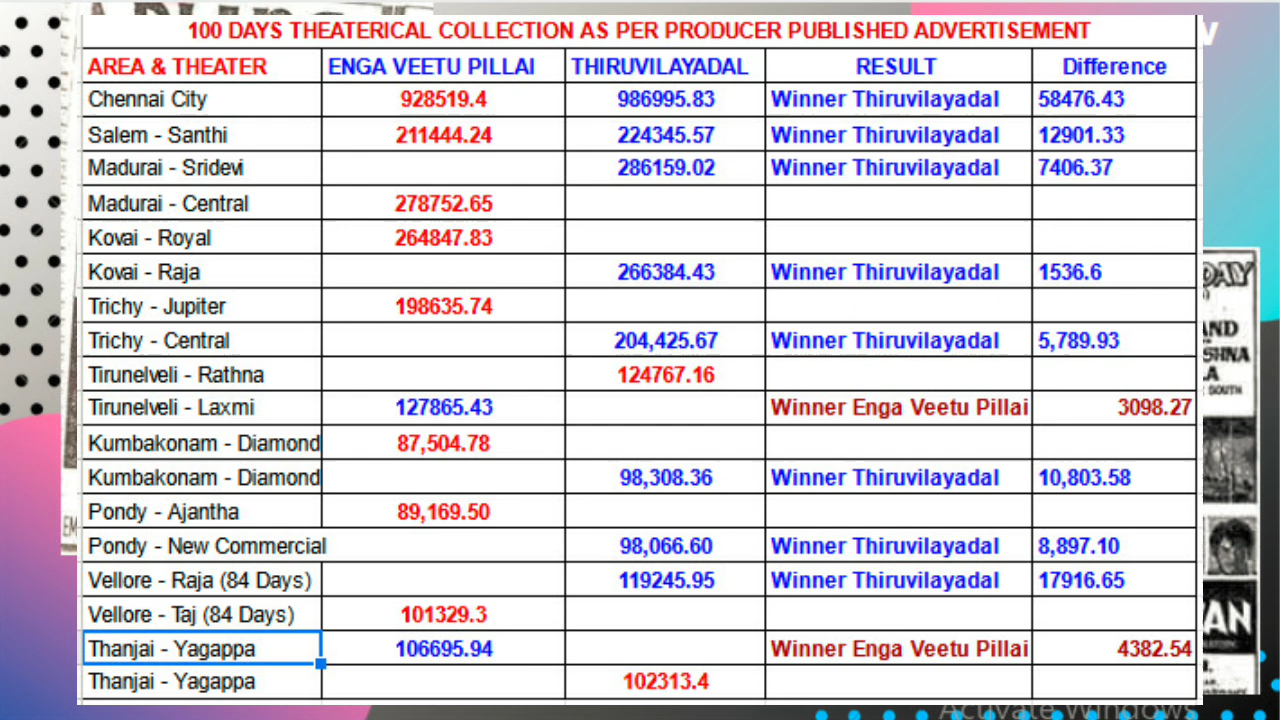 100 DAYS THEATERICAL COLLECTION AS PER PRODUCER PUBLISHED ADVERTISEMENT
AREA & THEATER ENGA VEETU PILLAI THIRUVILAYADAL RESULT Difference
Chennai City 928519.4 986995.83 Winner Thiruvilayadal 58476.43
Salem - Santhi 211444.24 224345.57 Winner Thiruvilayadal 12901.33
Madurai - Sridevi 286159.02 Winner Thiruvilayadal 7406.37
Madurai - Central 278752.65
Kovai - Royal 264847.83
Kovai - Raja 266384.43 Winner Thiruvilayadal 1536.6
Trichy - Jupiter 198635.74
Trichy - Central 204,425.67 Winner Thiruvilayadal 5,789.93
Tirunelveli - Rathna 124767.16
Tirunelveli - Laxmi 127865.43 Winner Enga Veetu Pillai 3098.27
Kumbakonam - Diamond 87,504.78
Kumbakonam - Diamond 98,308.36 Winner Thiruvilayadal 10,803.58
Pondy - Ajantha 89,169.50
Pondy - New Commercial 98,066.60 Winner Thiruvilayadal 8,897.10
Vellore - Raja (84 Days) 119245.95 Winner Thiruvilayadal 17916.65
Vellore - Taj (84 Days) 101329.3
Thanjai - Yagappa 106695.94 Winner Enga Veetu Pillai 4382.54
Thanjai - Yagappa 102313.4
DAY
AND
SHNA
LA
SOUTH
AN
Activate Windows